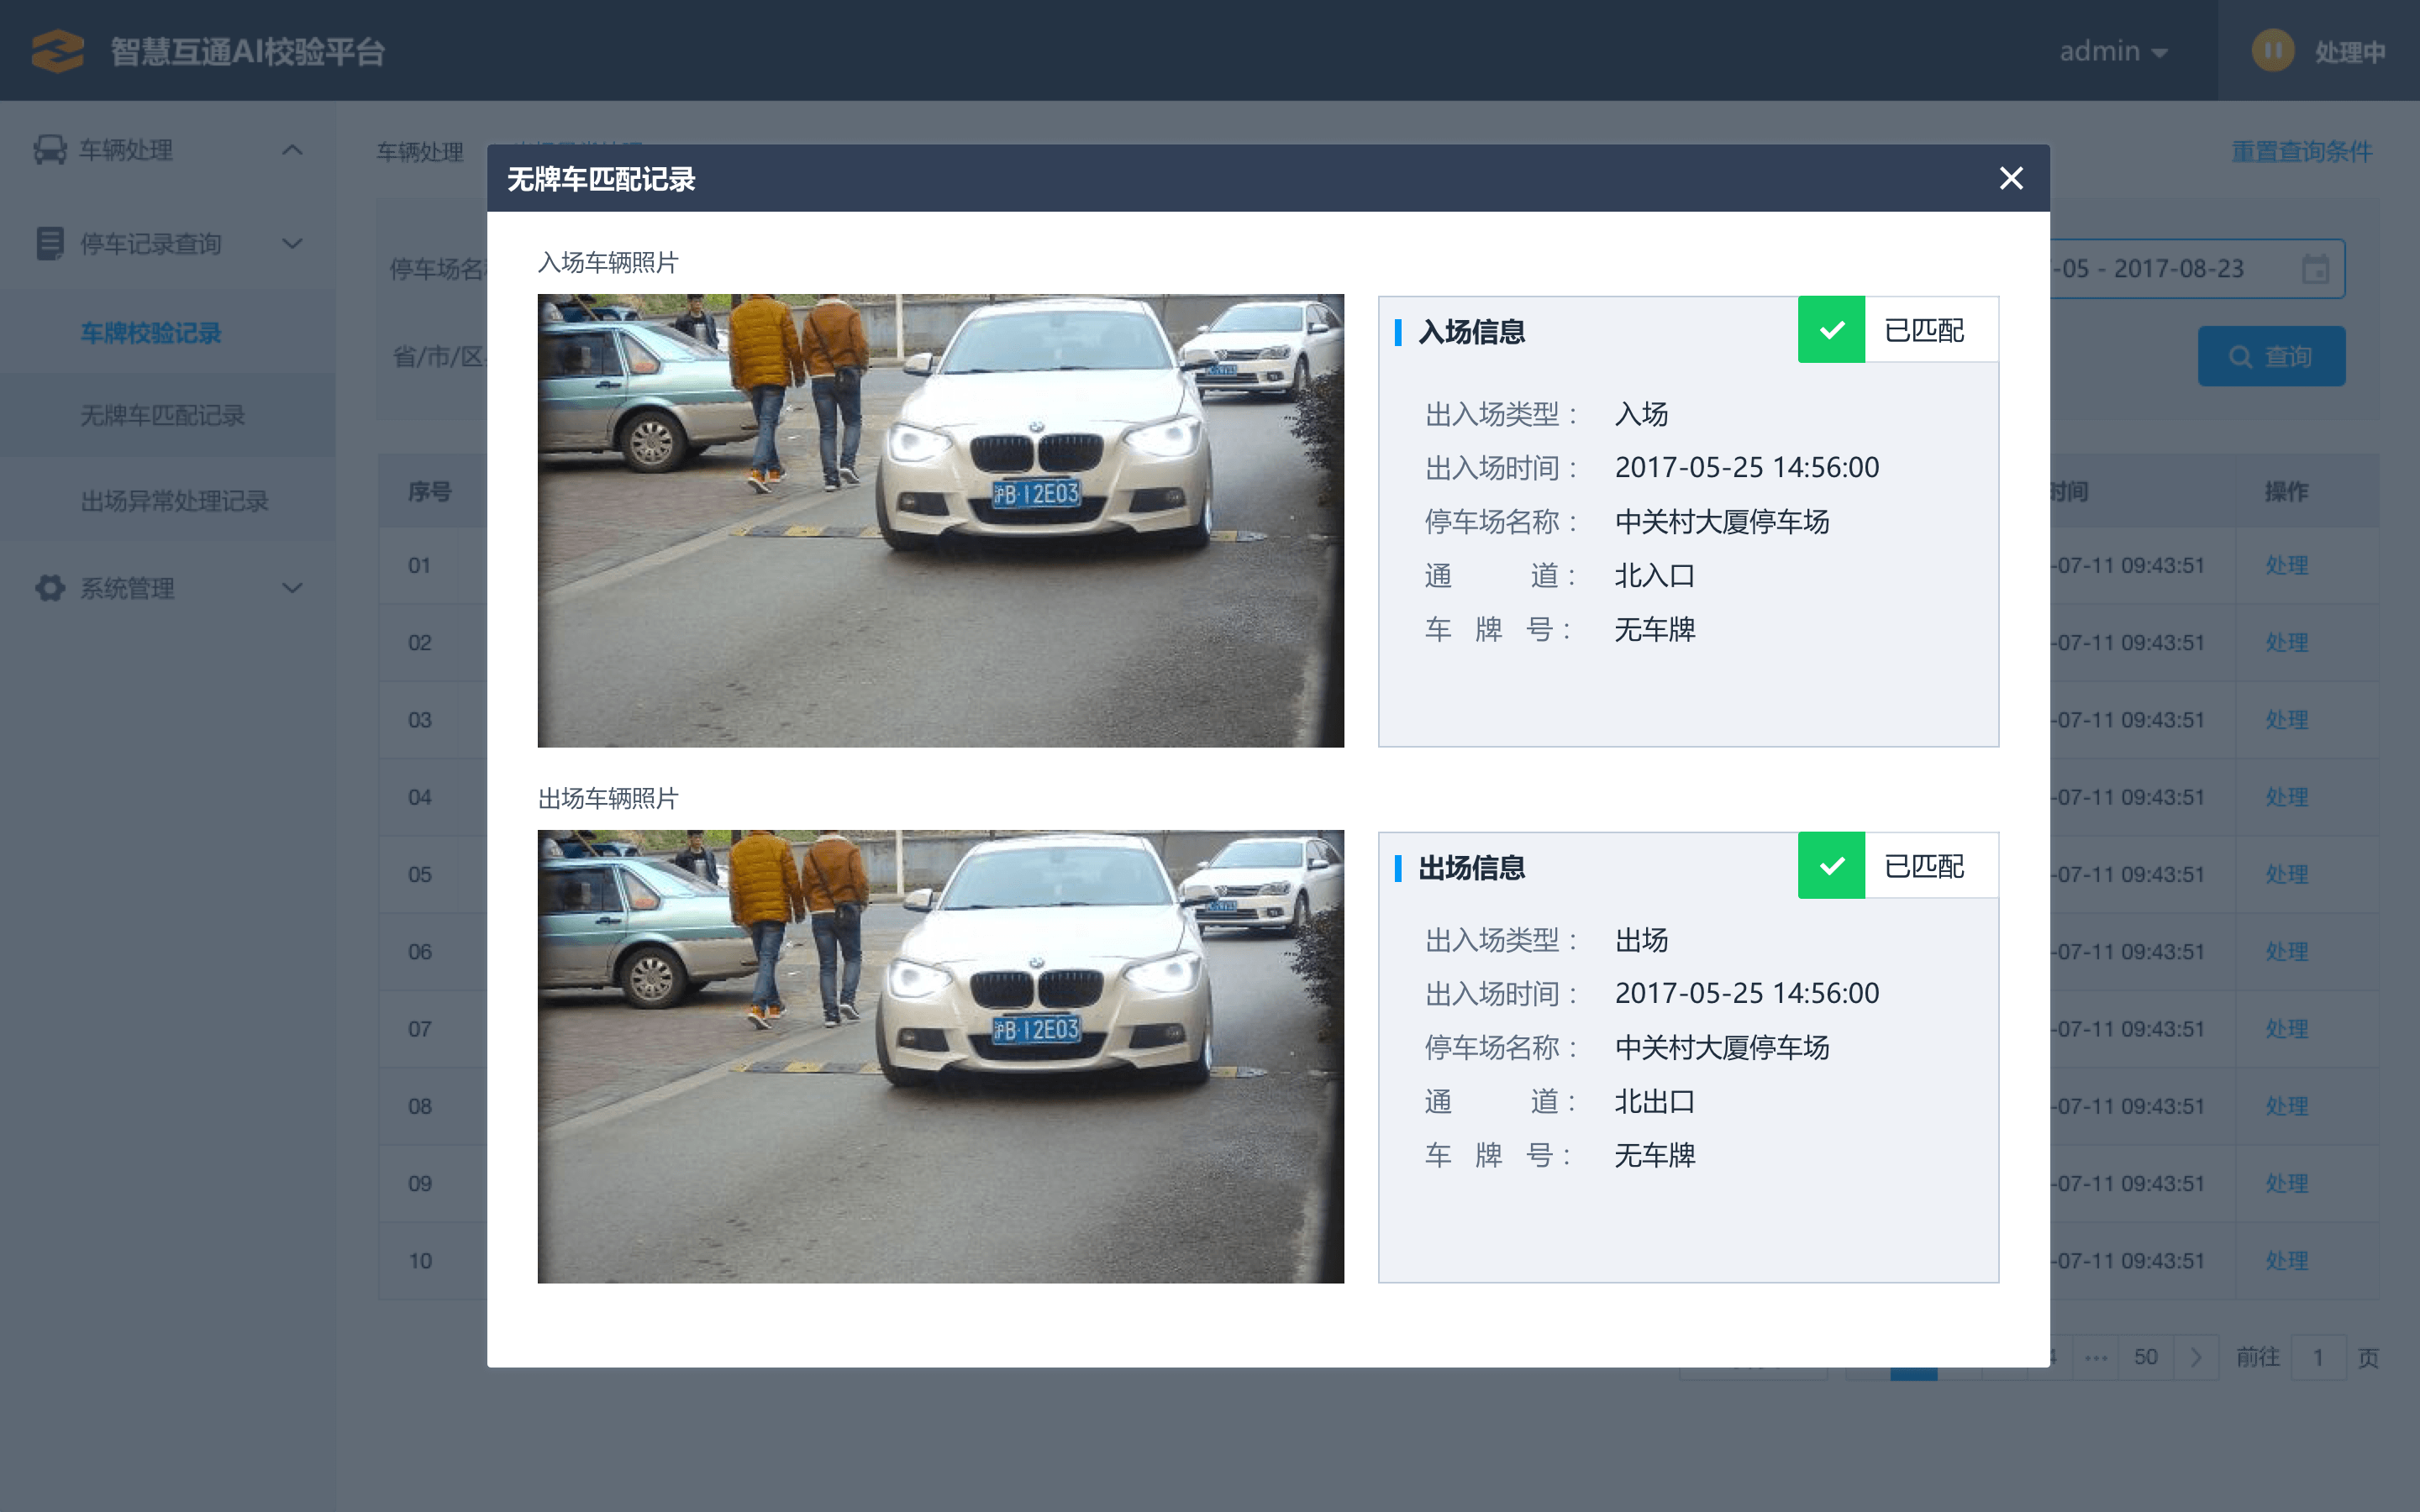 智慧互通AI校验平台
admin
处理中
车辆处理
停车记录查询
车牌校验记录
无牌车匹配记录
出场异常处理记录
系统管理
车辆处理
重置查询条件
停车场名
-05 - 2017-08-23
省/市/区
查询
序号
时间
操作
01
-07-11 09:43:51
处理
02
-07-11 09:43:51
处理
03
-07-11 09:43:51
处理
04
-07-11 09:43:51
处理
05
-07-11 09:43:51
处理
06
-07-11 09:43:51
处理
07
-07-11 09:43:51
处理
08
-07-11 09:43:51
处理
09
-07-11 09:43:51
处理
10
-07-11 09:43:51
处理
50
前往 1 页
无牌车匹配记录
入场车辆照片
沪B·12E03
入场信息
已匹配
出入场类型： 入场
出入场时间： 2017-05-25 14:56:00
停车场名称： 中关村大厦停车场
通道： 北入口
车牌号： 无车牌
出场车辆照片
沪B·12E03
出场信息
已匹配
出入场类型： 出场
出入场时间： 2017-05-25 14:56:00
停车场名称： 中关村大厦停车场
通道： 北出口
车牌号： 无车牌